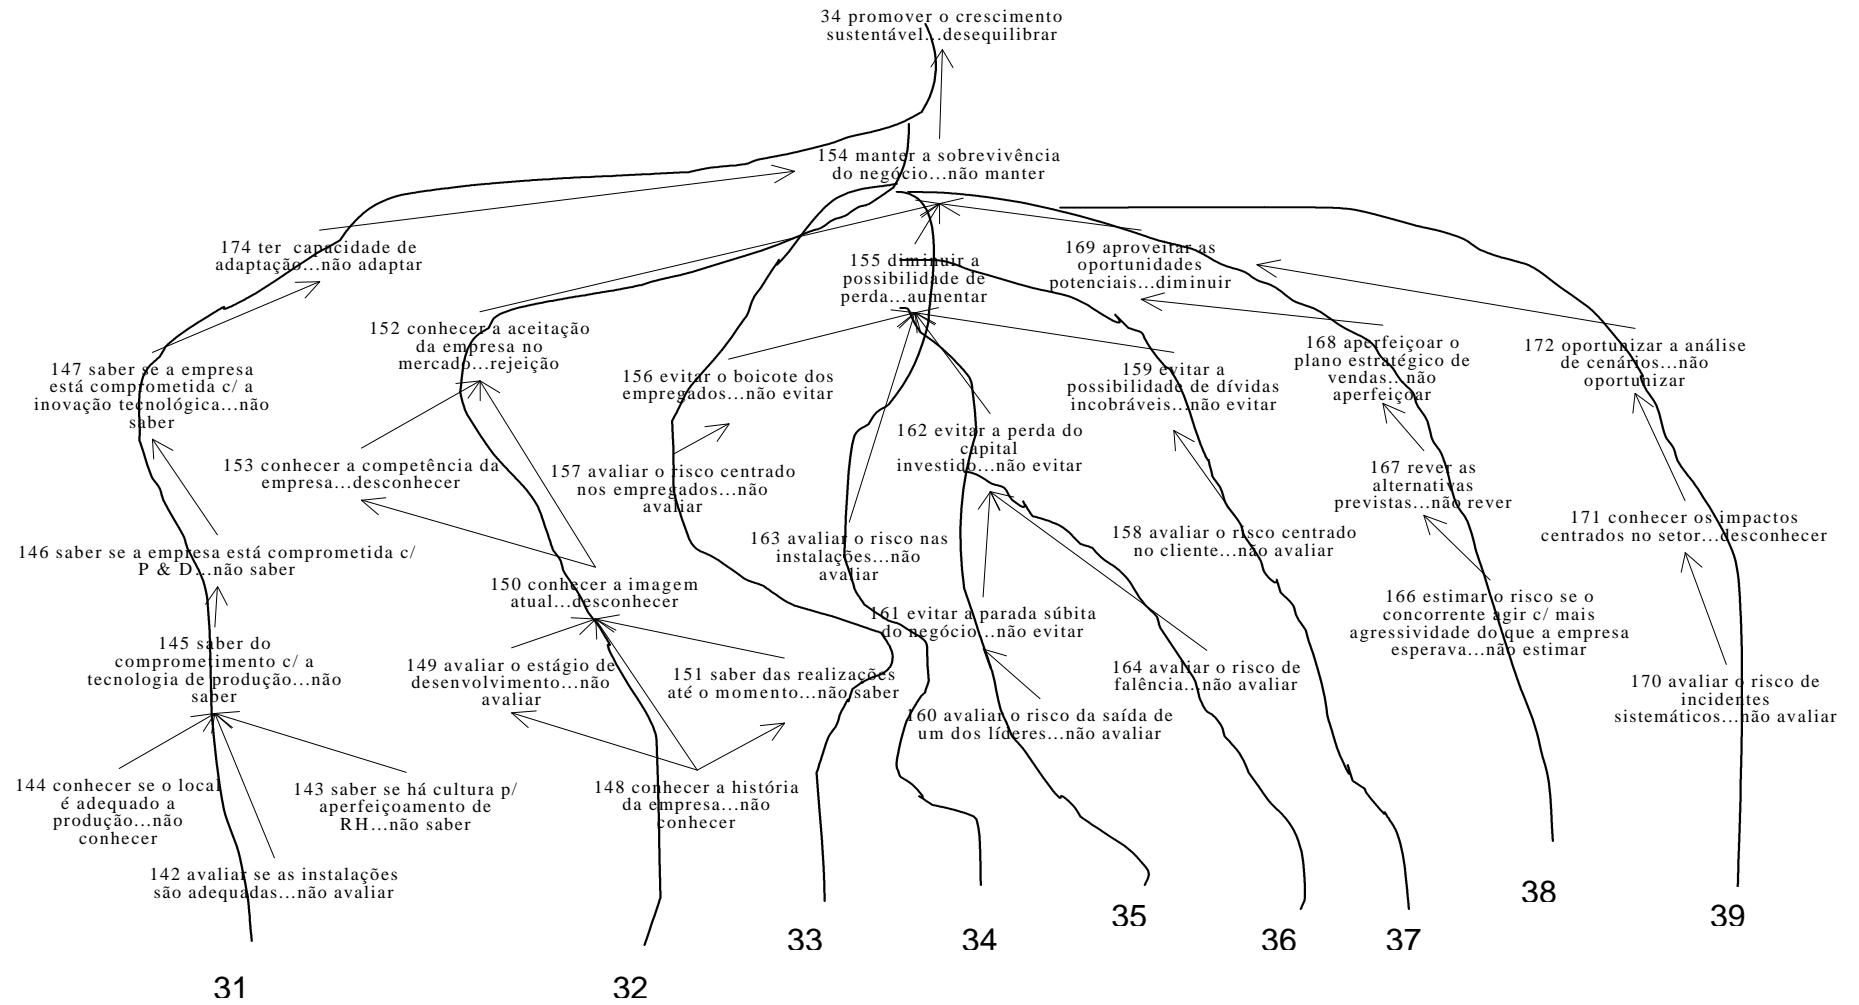 34 promover o crescimento
sustentável...desequilibrar
154 manter a sobrevivência
do negócio...não manter
174 ter capacidade de
adaptação...não adaptar
155 diminuir a
possibilidade de
perda...aumentar
169 aproveitar as
oportunidades
potenciais...diminuir
152 conhecer a aceitação
da empresa no
mercado...rejeição
147 saber se a empresa
está comprometida c/ a
inovação tecnológica...não
saber
156 evitar o boicote dos
empregados...não evitar
159 evitar a
possibilidade de dívidas
incobráveis...não evitar
168 aperfeiçoar o
plano estratégico de
vendas...não
aperfeiçoar
172 oportunizar a análise
de cenários...não
oportunizar
153 conhecer a competência da
empresa...desconhecer
157 avaliar o risco centrado
nos empregados...não
avaliar
162 evitar a perda do
capital
investido...não evitar
167 rever as
alternativas
previstas...não rever
146 saber se a empresa está comprometida c/
P & D...não saber
163 avaliar o risco nas
instalações...não
avaliar
158 avaliar o risco centrado
no cliente...não avaliar
171 conhecer os impactos
centrados no setor...desconhecer
150 conhecer a imagem
atual...desconhecer
161 evitar a parada súbita
do negócio...não evitar
166 estimar o risco se o
concorrente agir c/ mais
agressividade do que a empresa
esperava...não estimar
145 saber do
comprometimento c/ a
tecnologia de produção...não
saber
149 avaliar o estágio de
desenvolvimento...não
avaliar
151 saber das realizações
até o momento...não saber
164 avaliar o risco de
falência...não avaliar
170 avaliar o risco de
incidentes
sistemáticos...não avaliar
160 avaliar o risco da saída de
um dos líderes...não avaliar
144 conhecer se o local
é adequado a
produção...não
conhecer
143 saber se há cultura p/
aperfeiçoamento de
RH...não saber
148 conhecer a história
da empresa...não
conhecer
142 avaliar se as instalações
são adequadas...não avaliar
31
32
33
34
35
36
37
38
39